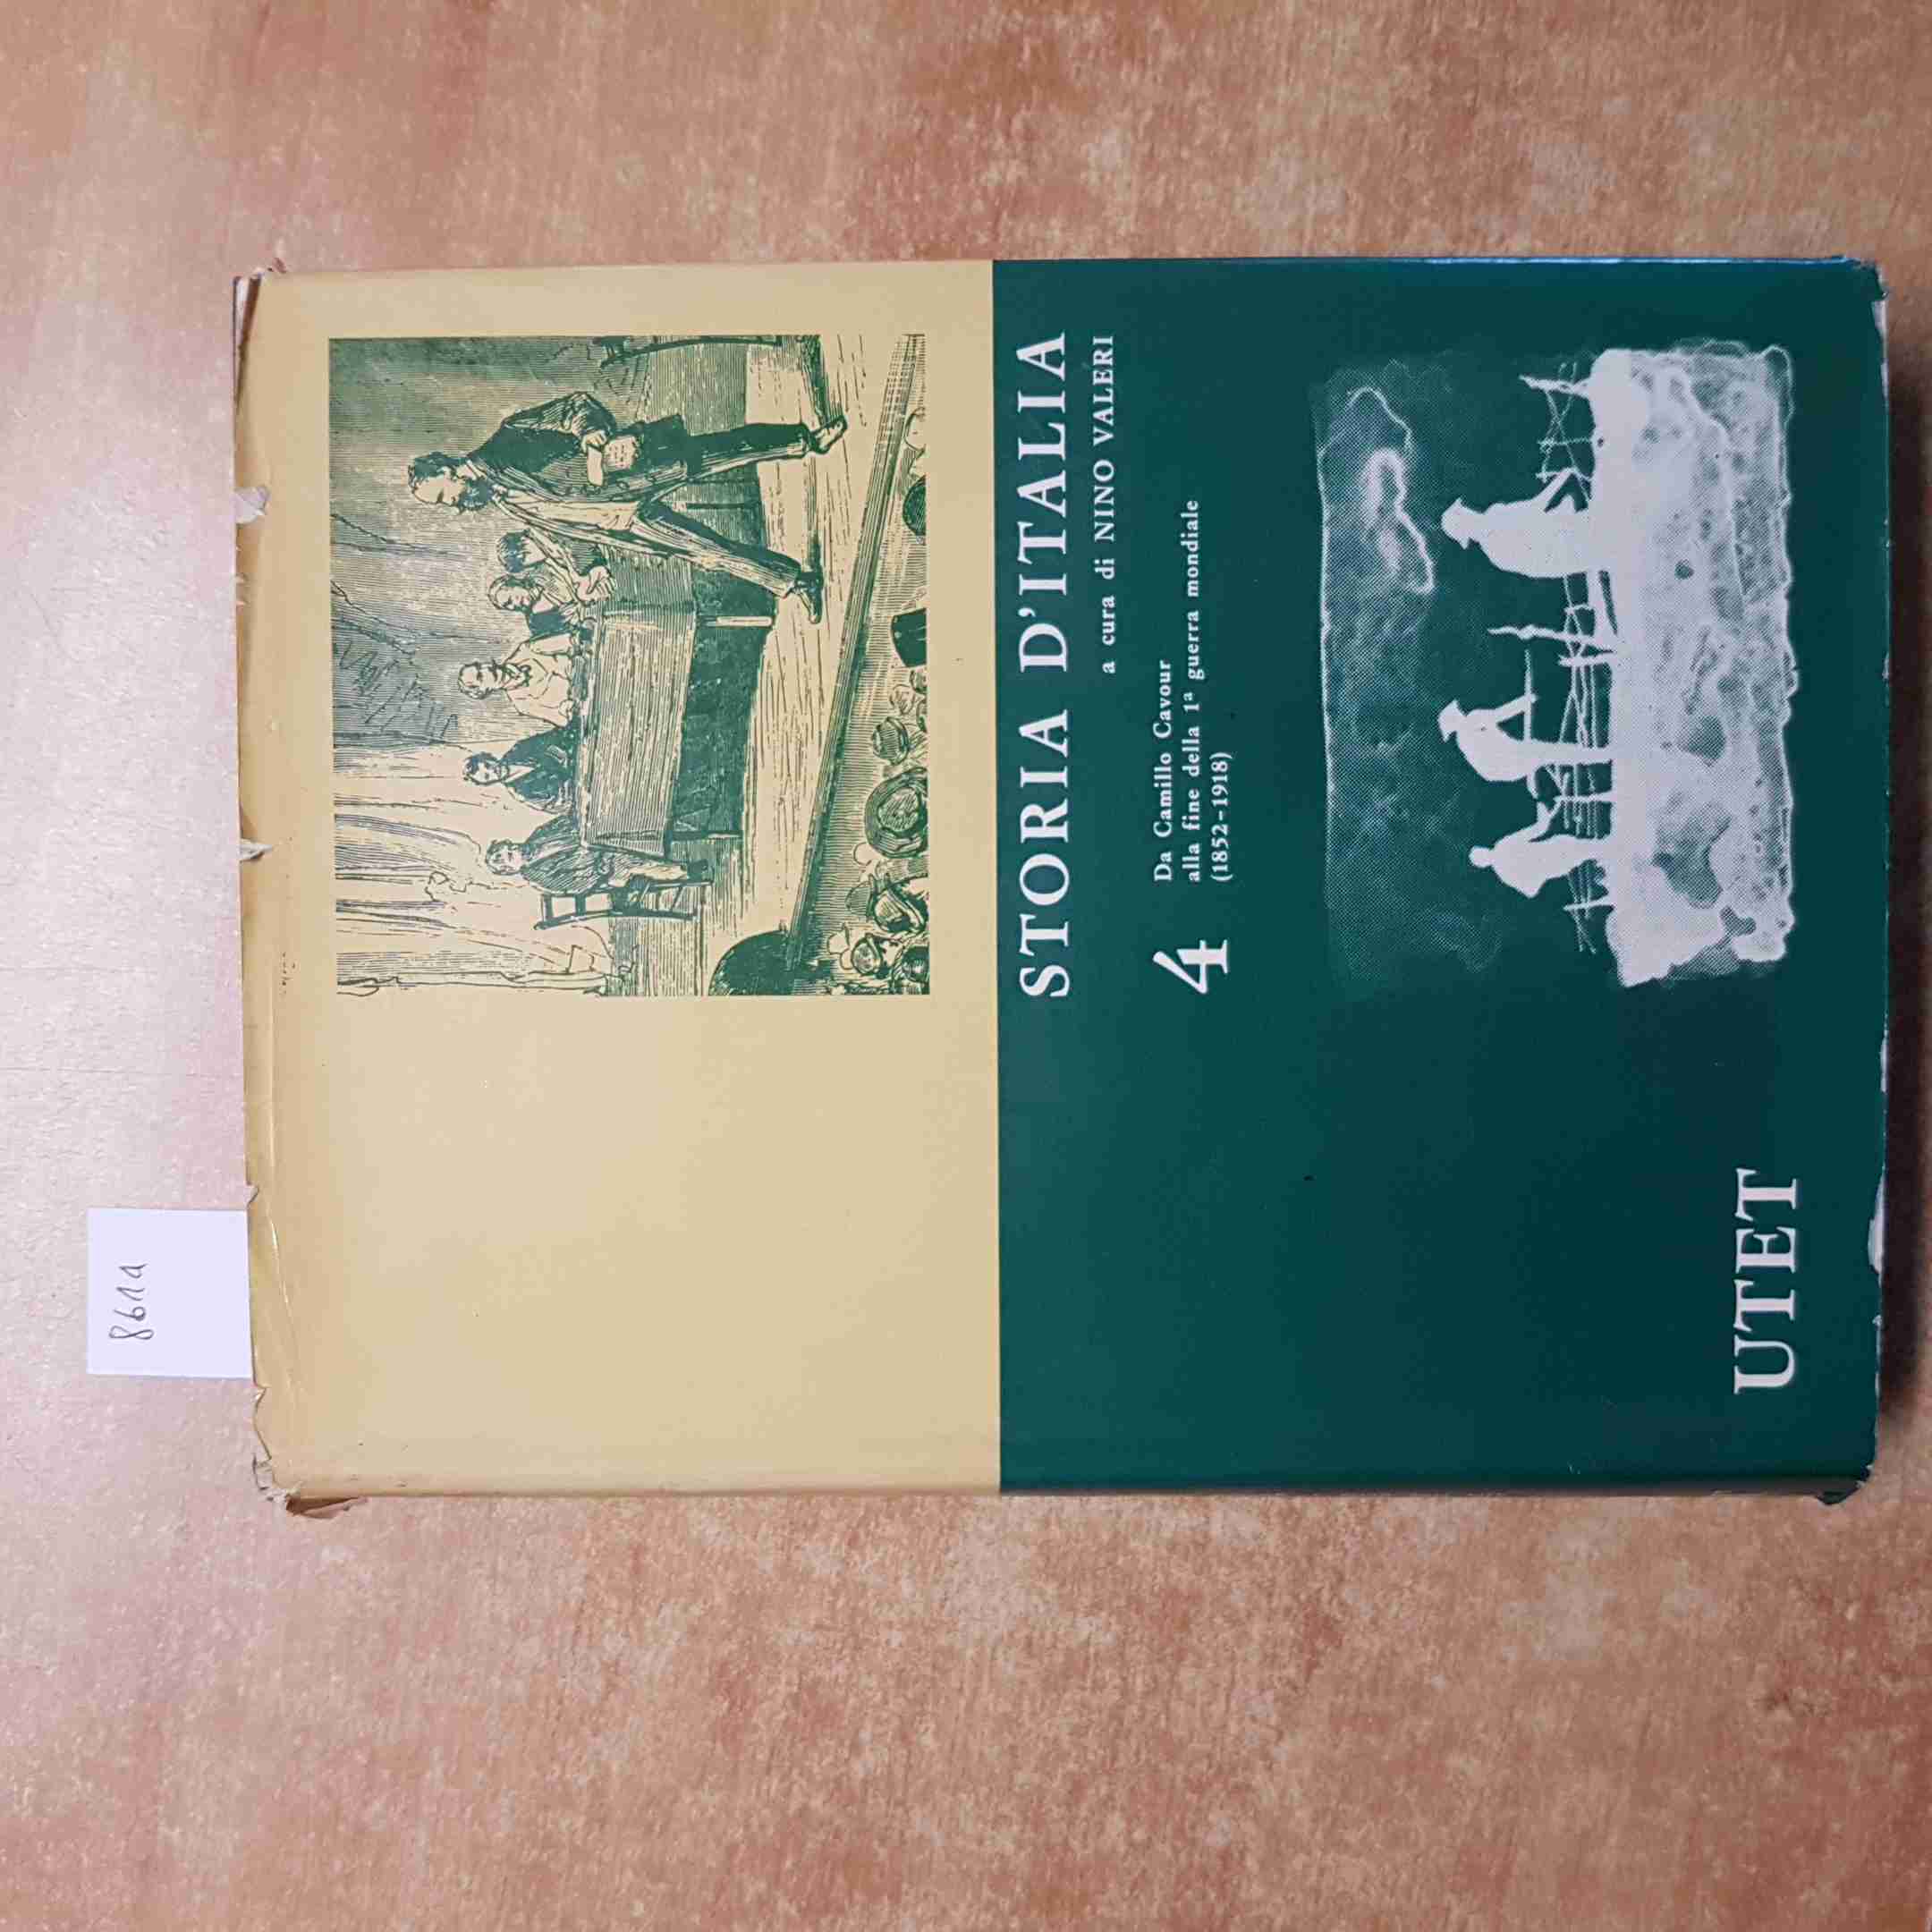 STORIA D'ITALIA
a cura di NINO VALERI
4
Da Camillo Cavour
alla fine della 1ª guerra mondiale
(1852-1918)
UTET
861a